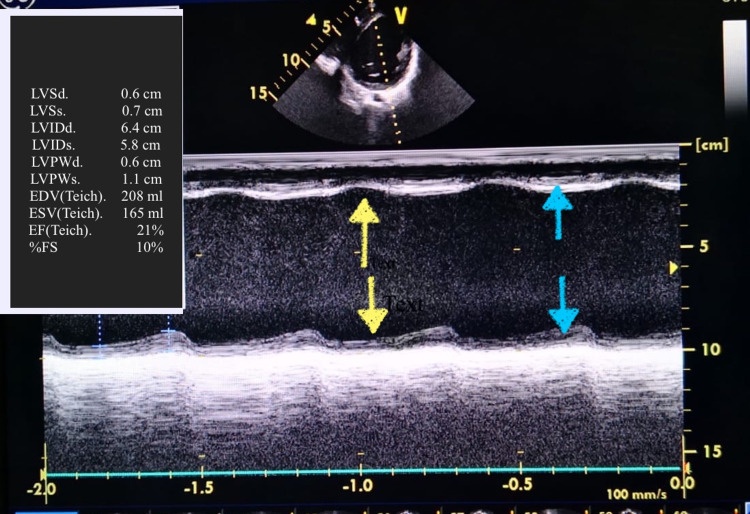 V
5
10
15
LVSd. 0.6 cm
LVSs. 0.7 cm
LVIDd. 6.4 cm
LVIDs. 5.8 cm
LVPWd. 0.6 cm
LVPWs. 1.1 cm
EDV(Teich). 208 ml
ESV(Teich). 165 ml
EF(Teich). 21%
%FS 10%
[cm]
5
Text
10
15
-2.0 -1.5 -1.0 -0.5 0.0
100 mm/s